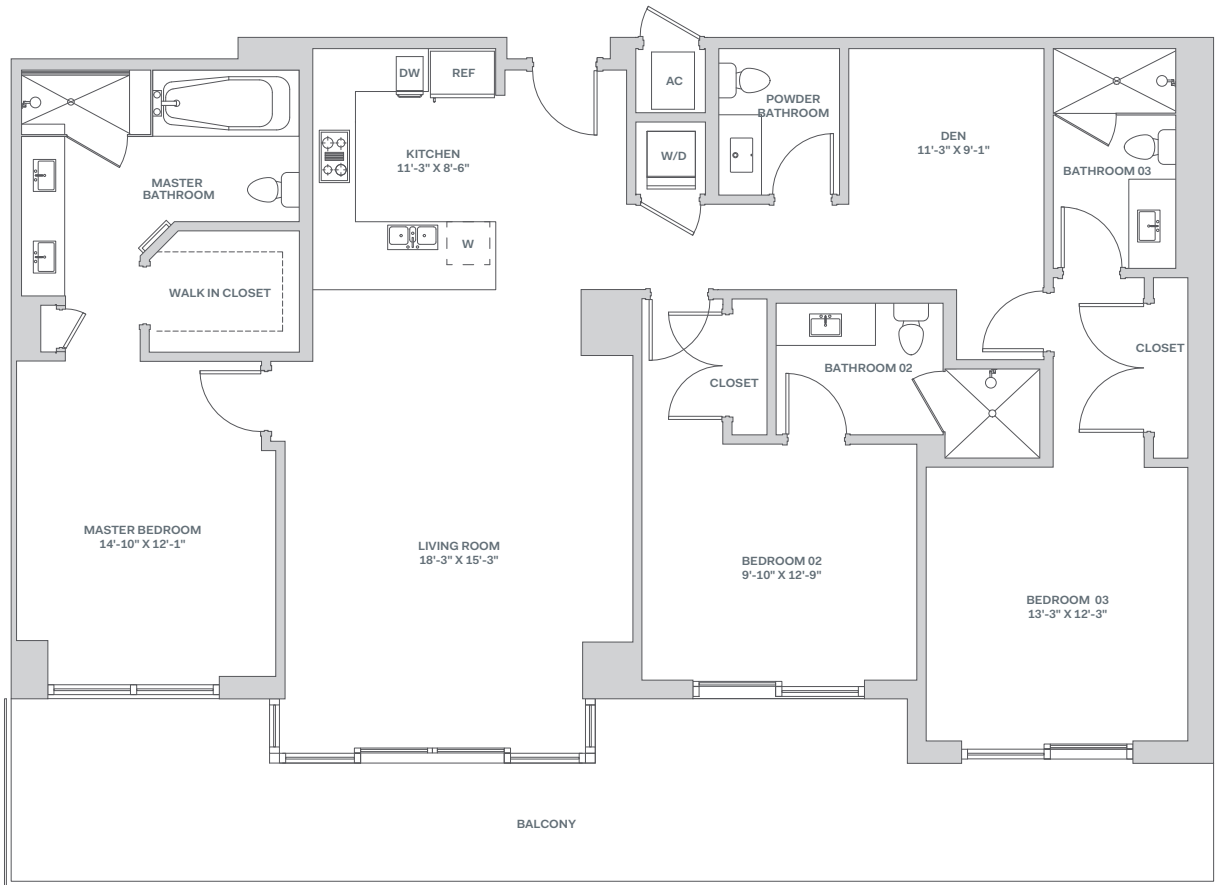 DW
REF
AC
POWDER
BATHROOM
DEN
11'-3" X 9'-1"
KITCHEN
11'-3" X 8'-6"
W/D
BATHROOM 03
MASTER
BATHROOM
W
WALK IN CLOSET
CLOSET
BATHROOM 02
CLOSET
MASTER BEDROOM
14'-10" X 12'-1"
LIVING ROOM
18'-3" X 15'-3"
BEDROOM 02
9'-10" X 12'-9"
BEDROOM 03
13'-3" X 12'-3"
BALCONY